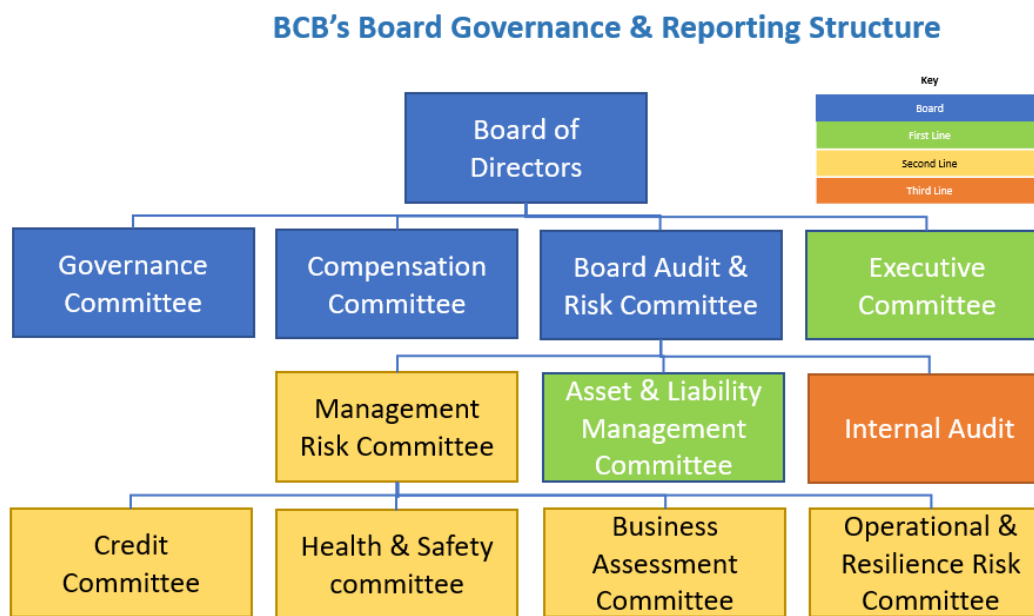 BCB's Board Governance & Reporting Structure
Key
Board
First Line
Second Line
Third Line
Board of
Directors
Governance
Committee
Compensation
Committee
Board Audit &
Risk Committee
Executive
Committee
Management
Risk Committee
Asset & Liability
Management
Committee
Internal Audit
Credit
Committee
Health & Safety
committee
Business
Assessment
Committee
Operational &
Resilience Risk
Committee